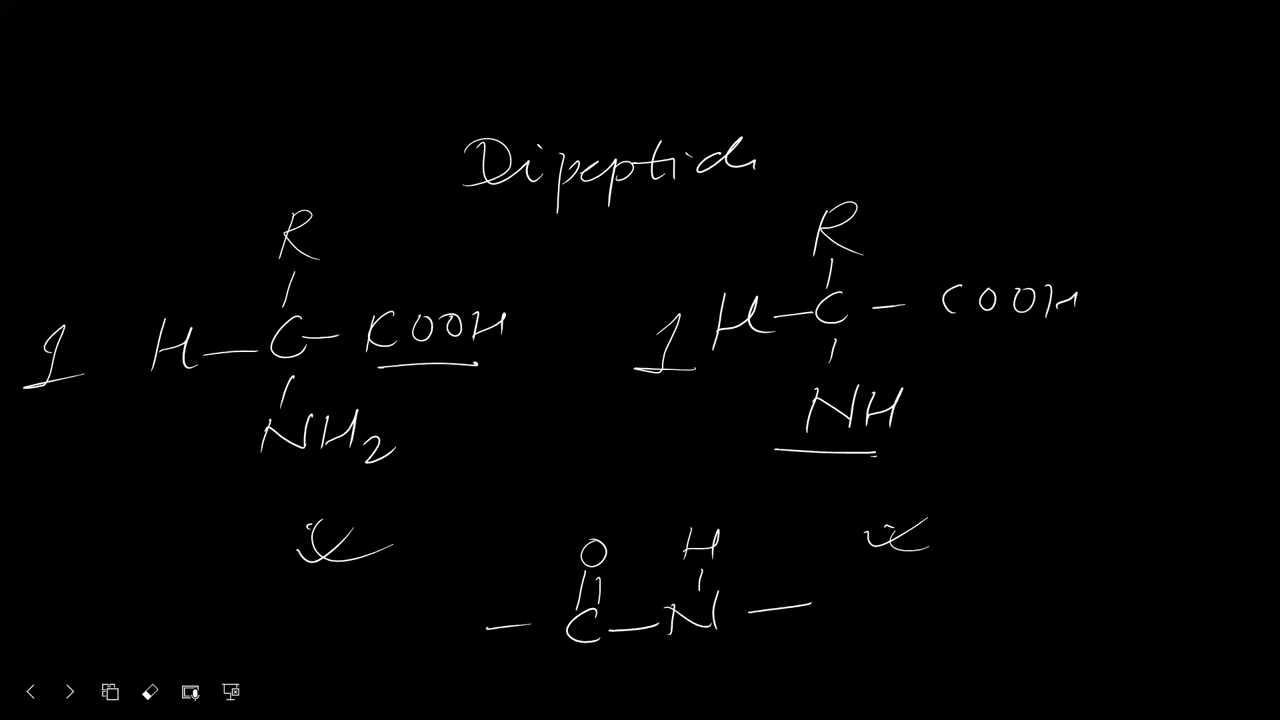 Dipeptide
R R
1 H—C—COOH 1 H—C—COOH
NH2 NH
O H
—C—N—